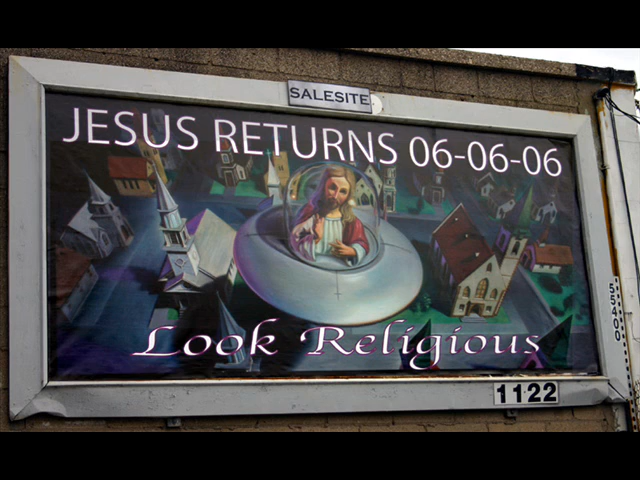 SALESITE
JESUS RETURNS 06-06-06
Look Religious
1122
55400